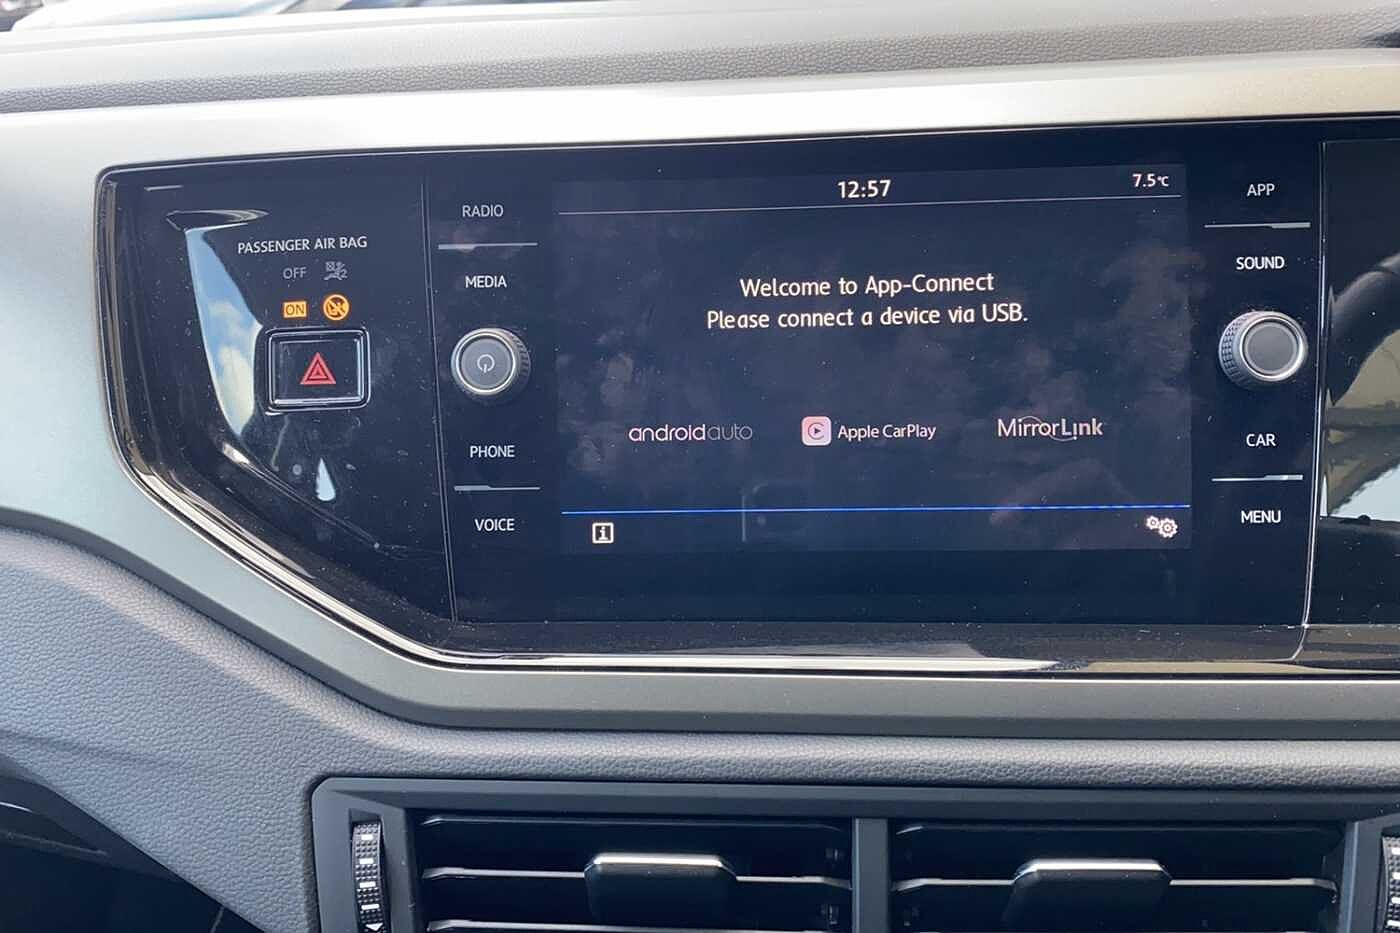 PASSENGER AIR BAG
OFF
ON
RADIO
MEDIA
PHONE
VOICE
12:57
7.5°C
Welcome to App-Connect
Please connect a device via USB.
androidauto
Apple CarPlay
MirrorLink
i
APP
SOUND
CAR
MENU